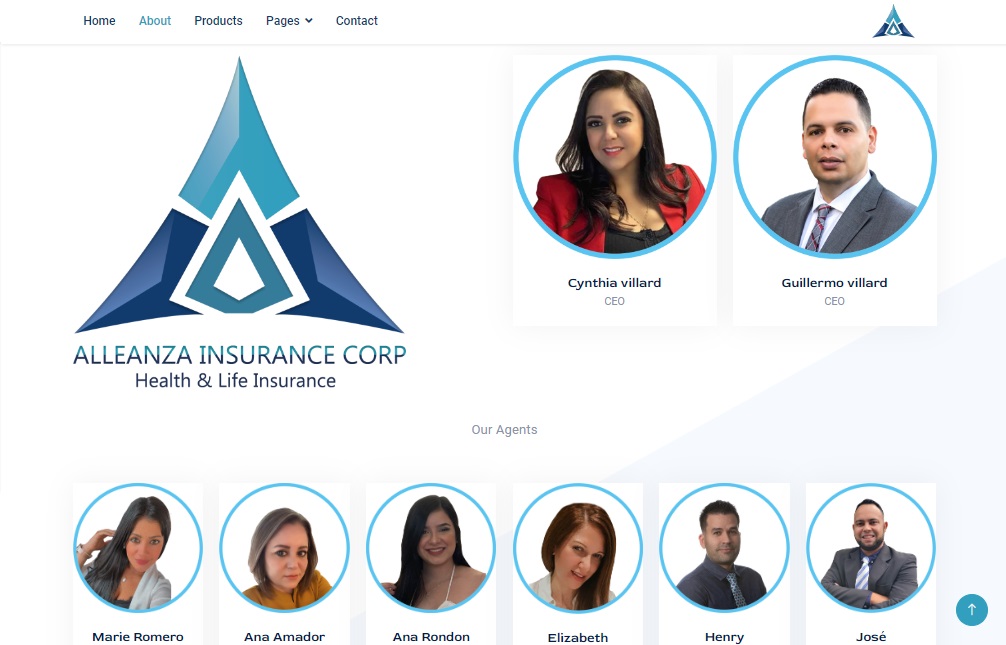 Home About Products Pages Contact
ALLEANZA INSURANCE CORP
Health & Life Insurance
Cynthia villard
CEO
Guillermo villard
CEO
Our Agents
Marie Romero
Ana Amador
Ana Rondon
Elizabeth
Henry
José